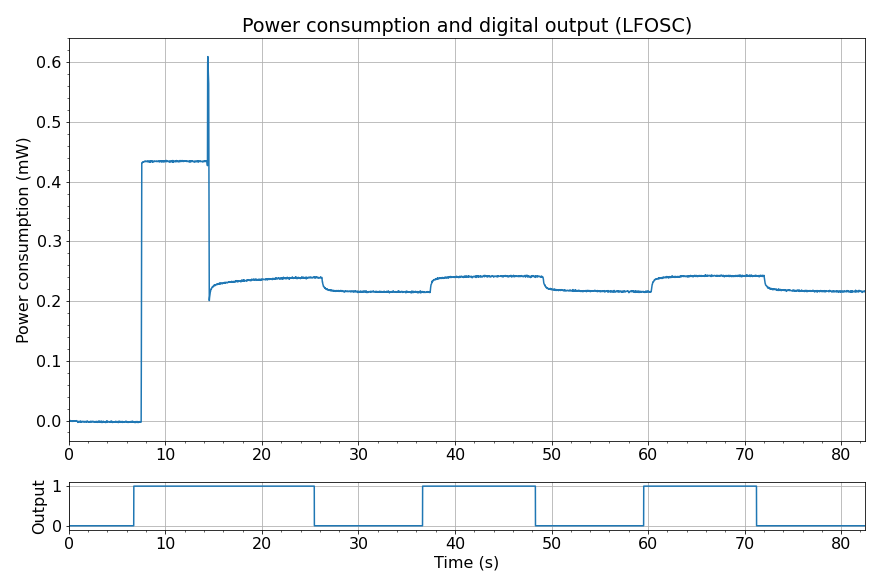 Power consumption and digital output (LFOSC)
Power consumption (mW)
0.6
0.5
0.4
0.3
0.2
0.1
0.0
0 10 20 30 40 50 60 70 80
Output
1
0
0 10 20 30 40 50 60 70 80
Time (s)